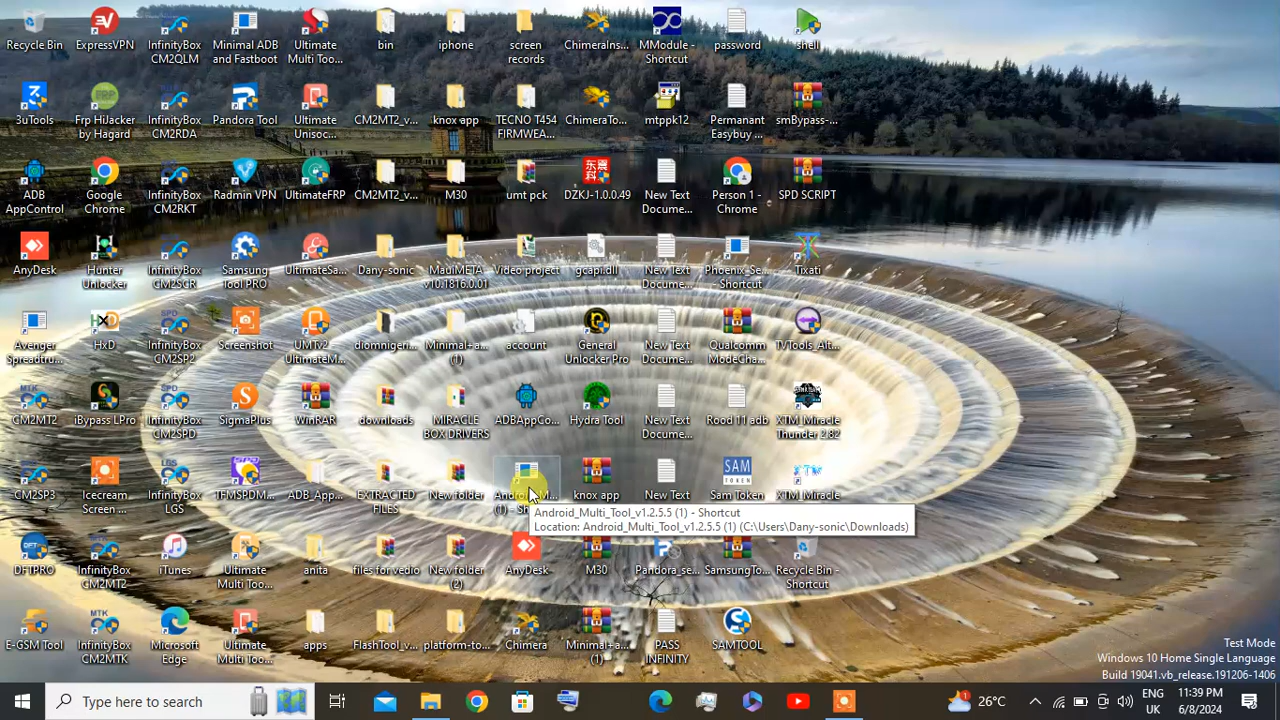 Recycle Bin
ExpressVPN
InfinityBox
CM2QLM
Minimal ADB
and Fastboot
Ultimate
Multi Too...
bin
iphone
screen
records
ChimeraIns...
MModule -
Shortcut
password
shell
3uTools
Frp HiJacker
by Hagard
InfinityBox
CM2RDA
Pandora Tool
Ultimate
Unisoc...
CM2MT2_v...
knox app
TECNO T454
FIRMWEA...
ChimeraTo...
mtppk12
Permanant
Easybuy ...
smBypass-...
ADB
AppControl
Google
Chrome
InfinityBox
CM2RKT
Radmin VPN
UltimateFRP
CM2MT2_v...
M30
umt pck
DZKJ-1.0.0.49
New Text
Docume...
Person 1 -
Chrome
SPD SCRIPT
AnyDesk
Hunter
Unlocker
InfinityBox
CM2SCR
Samsung
Tool PRO
UltimateSa...
Dany-sonic
MauiMETA
v10.1816.0.01
Video project
gcapi.dll
New Text
Docume...
Phoenix_Se...
- Shortcut
Tixati
Avenger
Spreadtru...
HxD
InfinityBox
CM2SP2
Screenshot
UMTv2
UltimateM...
diomnigeri...
Minimal+a...
(1)
account
General
Unlocker Pro
New Text
Docume...
Qualcomm
ModeCha...
TVTools_Alt...
CM2MT2
iBypass LPro
InfinityBox
CM2SPD
SigmaPlus
WinRAR
downloads
MIRACLE
BOX DRIVERS
ADBAppCo...
Hydra Tool
New Text
Docume...
Rood 11 adb
XTM_Miracle
Thunder 2.82
CM2SP3
Icecream
Screen ...
InfinityBox
LGS
TFMSPDM...
ADB_App...
EXTRACTED
FILES
New folder
knox app
New Text
Sam Token
XTM_Miracle
Android_Multi_Tool_v1.2.5.5 (1) - Shortcut
Location: Android_Multi_Tool_v1.2.5.5 (1) (C:\Users\Dany-sonic\Downloads)
DFTPRO
InfinityBox
CM2MT2
iTunes
Ultimate
Multi Too...
anita
files for vedio
New folder
(2)
AnyDesk
M30
Pandora_se...
SamsungTo...
Recycle Bin -
Shortcut
E-GSM Tool
InfinityBox
CM2MTK
Microsoft
Edge
Ultimate
Multi Too...
apps
FlashTool_v...
platform-to...
Chimera
Minimal+a...
(1)
PASS
INFINITY
SAMTOOL
Test Mode
Windows 10 Home Single Language
Build 19041.vb_release.191206-1406
Type here to search
26°C
ENG
UK
11:39 PM
6/8/2024